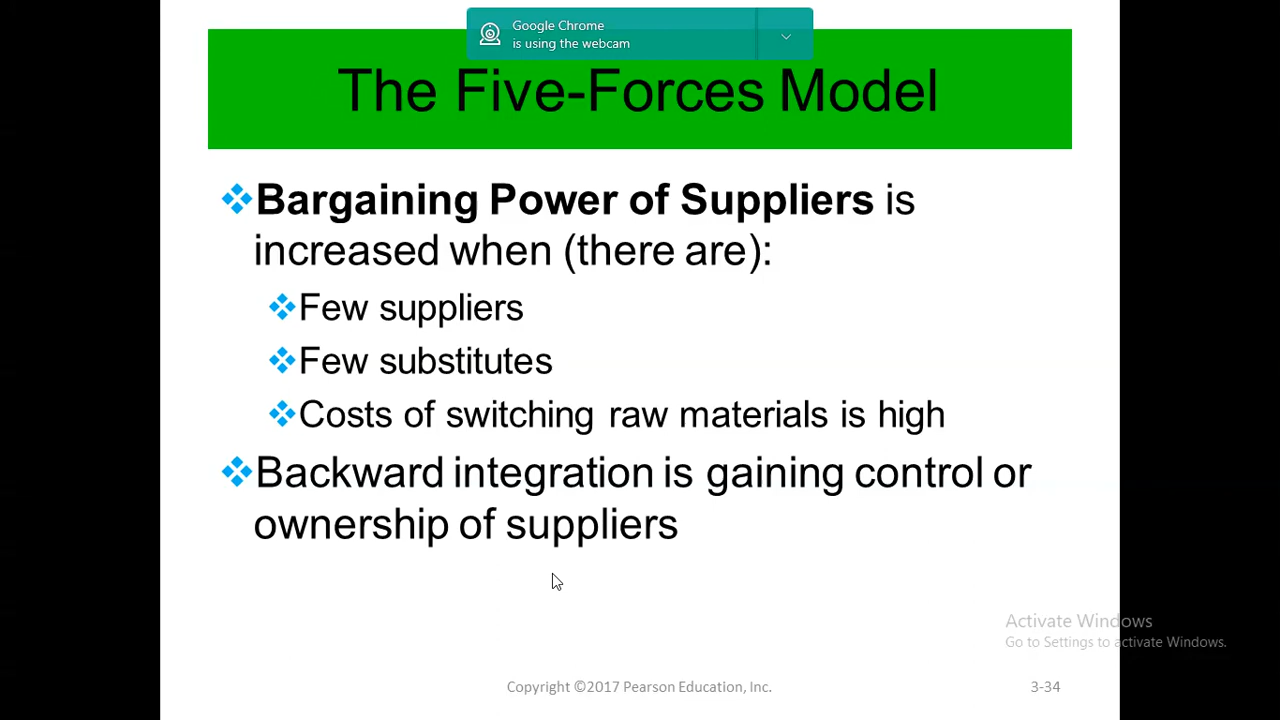 Google Chrome
is using the webcam
The Five-Forces Model
Bargaining Power of Suppliers is
increased when (there are):
Few suppliers
Few substitutes
Costs of switching raw materials is high
Backward integration is gaining control or
ownership of suppliers
Activate Windows
Go to Settings to activate Windows.
Copyright ©2017 Pearson Education, Inc.
3-34